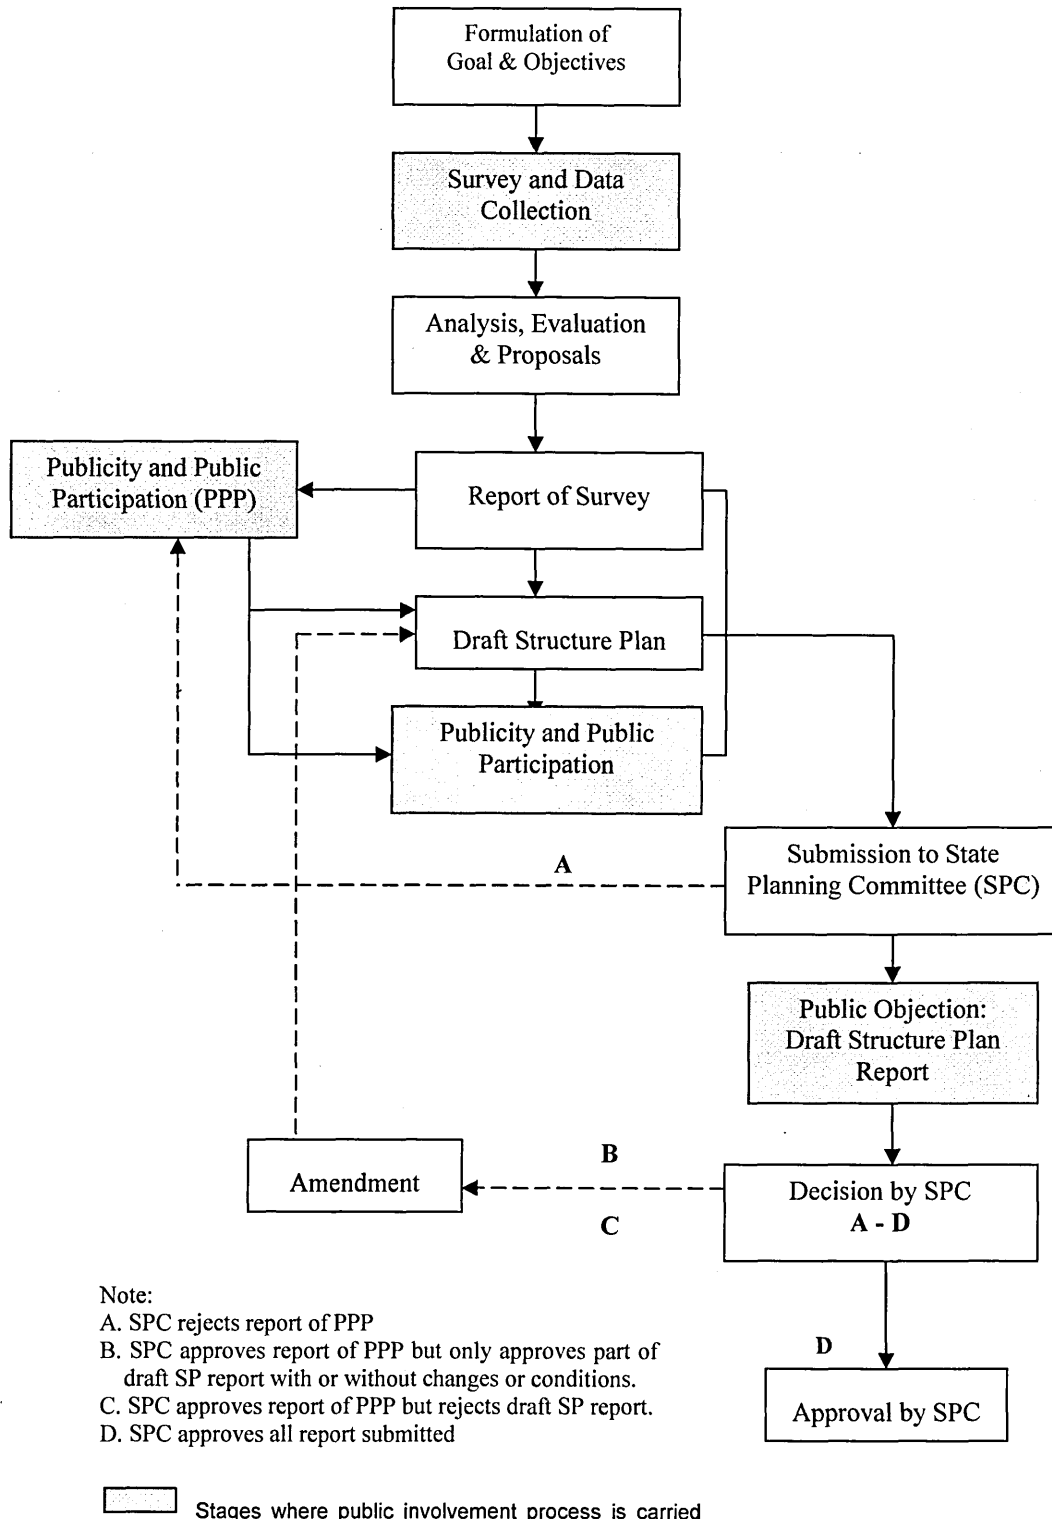 Formulation of
Goal & Objectives
Survey and Data
Collection
Analysis, Evaluation
& Proposals
Publicity and Public
Participation (PPP)
Report of Survey
Draft Structure Plan
Publicity and Public
Participation
A
Submission to State
Planning Committee (SPC)
Public Objection:
Draft Structure Plan
Report
Amendment
B
C
Decision by SPC
A - D
D
Approval by SPC
Note:
A. SPC rejects report of PPP
B. SPC approves report of PPP but only approves part of
draft SP report with or without changes or conditions.
C. SPC approves report of PPP but rejects draft SP report.
D. SPC approves all report submitted
Stages where public involvement process is carried